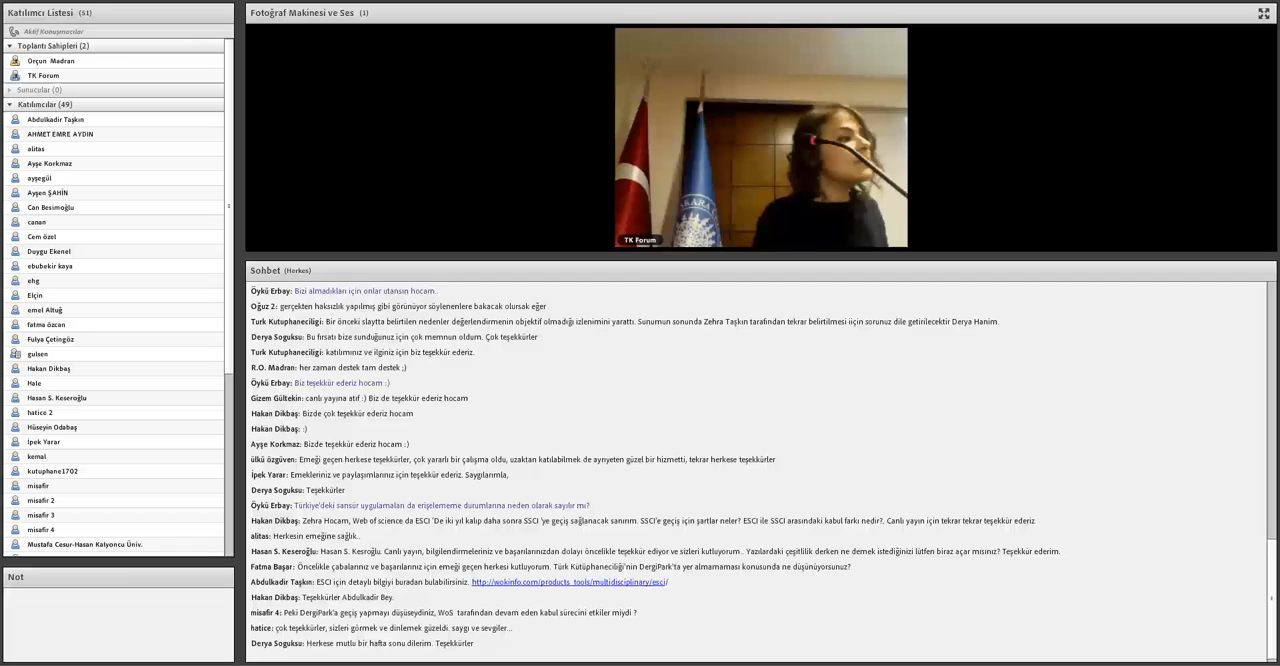 Katılımcı Listesi (51)
Aktif Konuşmacılar
Toplantı Sahipleri (2)
Orçun Madran
TK Forum
Sunucular (0)
Katılımcılar (49)
Abdulkadir Taşkın
AHMET EMRE AYDIN
alitas
Ayşe Korkmaz
ayşegül
Ayşen ŞAHİN
Can Besimoğlu
canan
Cem özel
Duygu Ekenel
ebubekir kaya
ehg
Elçin
emel Altuğ
fatma özcan
Fulya Çetingöz
gulsen
Hakan Dikbaş
Hale
Hasan S. Keseroğlu
hatice 2
Hüseyin Odabaş
İpek Yarar
kemal
kutuphane1702
misafir
misafir 2
misafir 3
misafir 4
Mustafa Cesur-Hasan Kalyoncu Üniv.
Not
Fotoğraf Makinesi ve Ses (1)
TK Forum
Sohbet (Herkes)
Öykü Erbay: Bizi almadıkları için onlar utansın hocam..
Oğuz 2: gerçekten haksızlık yapılmış gibi görünüyor söylenenlere bakacak olursak eğer
Turk Kutuphaneciligi: Bir önceki slaytta belirtilen nedenler değerlendirmenin objektif olmadığı izlenimini yarattı. Sunumun sonunda Zehra Taşkın tarafından tekrar belirtilmesi iiçin sorunuz dile getirilecektir Derya Hanim.
Derya Soguksu: Bu fırsatı bize sunduğunuz için çok memnun oldum. Çok teşekkürler
Turk Kutuphaneciligi: katılımınız ve ilginiz için biz teşekkür ederiz.
R.O. Madran: her zaman destek tam destek ;)
Öykü Erbay: Biz teşekkür ederiz hocam :)
Gizem Gültekin: canlı yayına atıf :) Biz de teşekkür ederiz hocam
Hakan Dikbaş: Bizde çok teşekkür ederiz hocam
Hakan Dikbaş: :)
Ayşe Korkmaz: Bizde teşekkür ederiz hocam :)
ülkü özgüven: Emeği geçen herkese teşekkürler, çok yararlı bir çalışma oldu, uzaktan katılabilmek de ayrıyeten güzel bir hizmetti, tekrar herkese teşekkürler
İpek Yarar: Emekleriniz ve paylaşımlarınız için teşekkür ederiz. Saygılarımla,
Derya Soguksu: Teşekkürler
Öykü Erbay: Türkiye'deki sansür uygulamaları da erişelememe durumlarına neden olarak sayılır mı?
Hakan Dikbaş: Zehra Hocam, Web of science da ESCI 'De iki yıl kalıp daha sonra SSCI 'ye geçiş sağlanacak sanırım. SSCI'e geçiş için şartlar neler? ESCI ile SSCI arasındaki kabul farkı nedir?. Canlı yayın için tekrar tekrar teşekkür ederiz.
alitas: Herkesin emeğine sağlık..
Hasan S. Keseroğlu: Hasan S. Kesroğlu. Canlı yayın, bilgilendirmeleriniz ve başarılarınızdan dolayı öncelikle teşekkür ediyor ve sizleri kutluyorum.. Yazılardaki çeşitlilik derken ne demek istediğinizi lütfen biraz açar mısınız? Teşekkür ederim.
Fatma Başar: Öncelikle çabalarınız ve başarılarınız için emeği geçen herkesi kutluyorum. Türk Kütüphaneciliği'nin DergiPark'ta yer almamaması konusunda ne düşünüyorsunuz?
Abdulkadir Taşkın: ESCI için detaylı bilgiyi buradan bulabilirsiniz. http://wokinfo.com/products_tools/multidisciplinary/esci/
Hakan Dikbaş: Teşekkürler Abdulkadir Bey.
misafir 4: Peki DergiPark'a geçiş yapmayı düşüseydiniz, WoS tarafından devam eden kabul sürecini etkiler miydi ?
hatice: çok teşekkürler, sizleri görmek ve dinlemek güzeldi. saygı ve sevgiler...
Derya Soguksu: Herkese mutlu bir hafta sonu dilerim. Teşekkürler